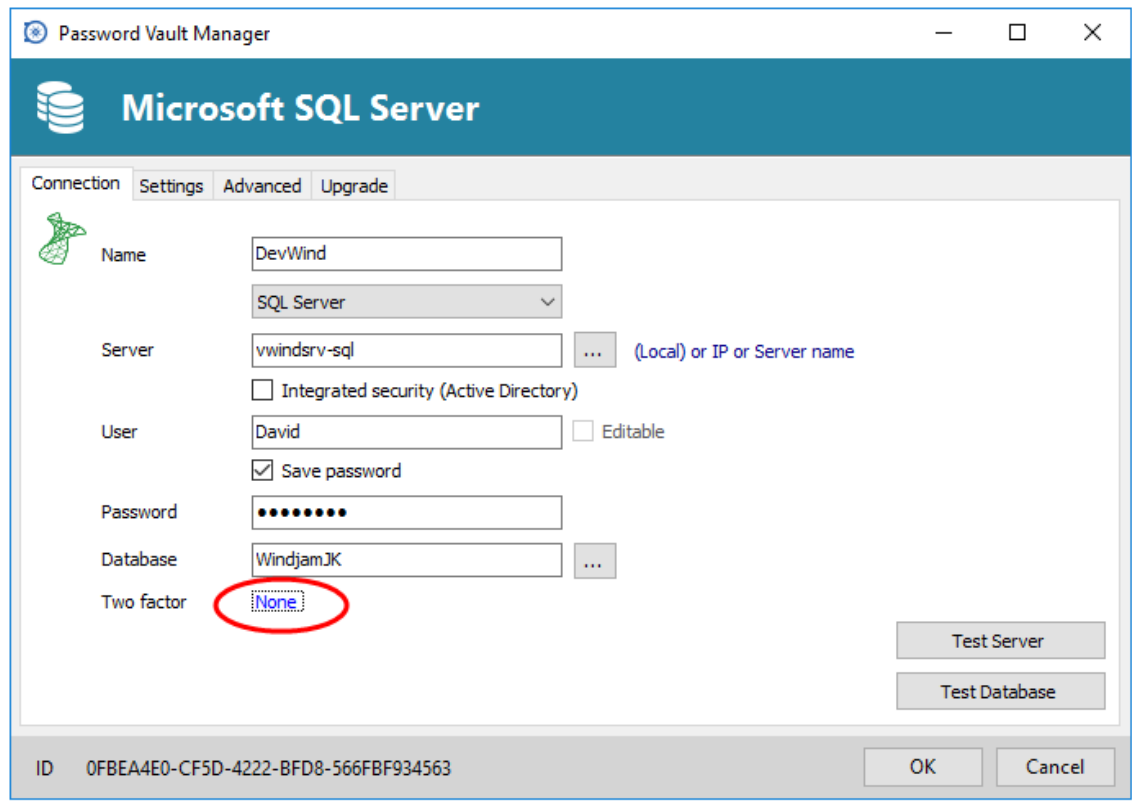 Password Vault Manager
Microsoft SQL Server
Connection Settings Advanced Upgrade
Name DevWind
SQL Server
Server vwindsrv-sql ... (Local) or IP or Server name
Integrated security (Active Directory)
User David Editable
Save password
Password ●●●●●●●●
Database WindjamJK ...
Two factor None
Test Server
Test Database
ID 0FBEA4E0-CF5D-4222-BFD8-566FBF934563 OK Cancel